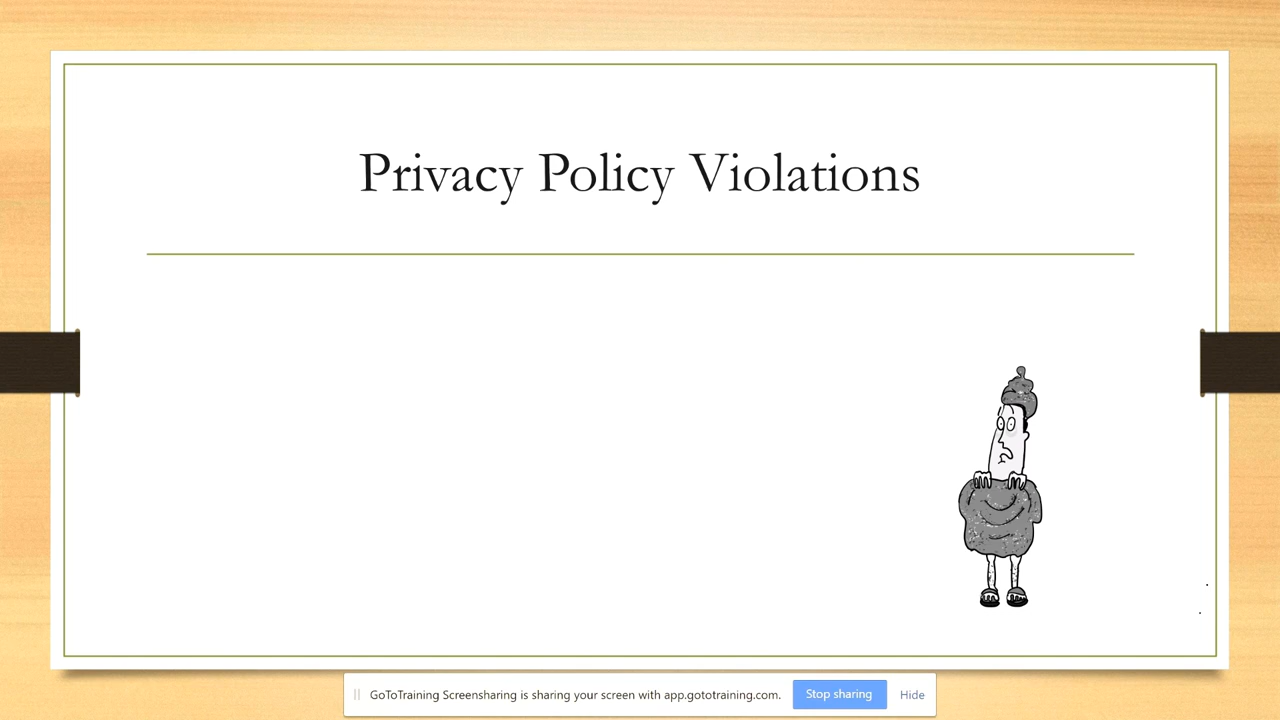 Privacy Policy Violations
GoToTraining Screensharing is sharing your screen with app.gototraining.com.
Stop sharing
Hide